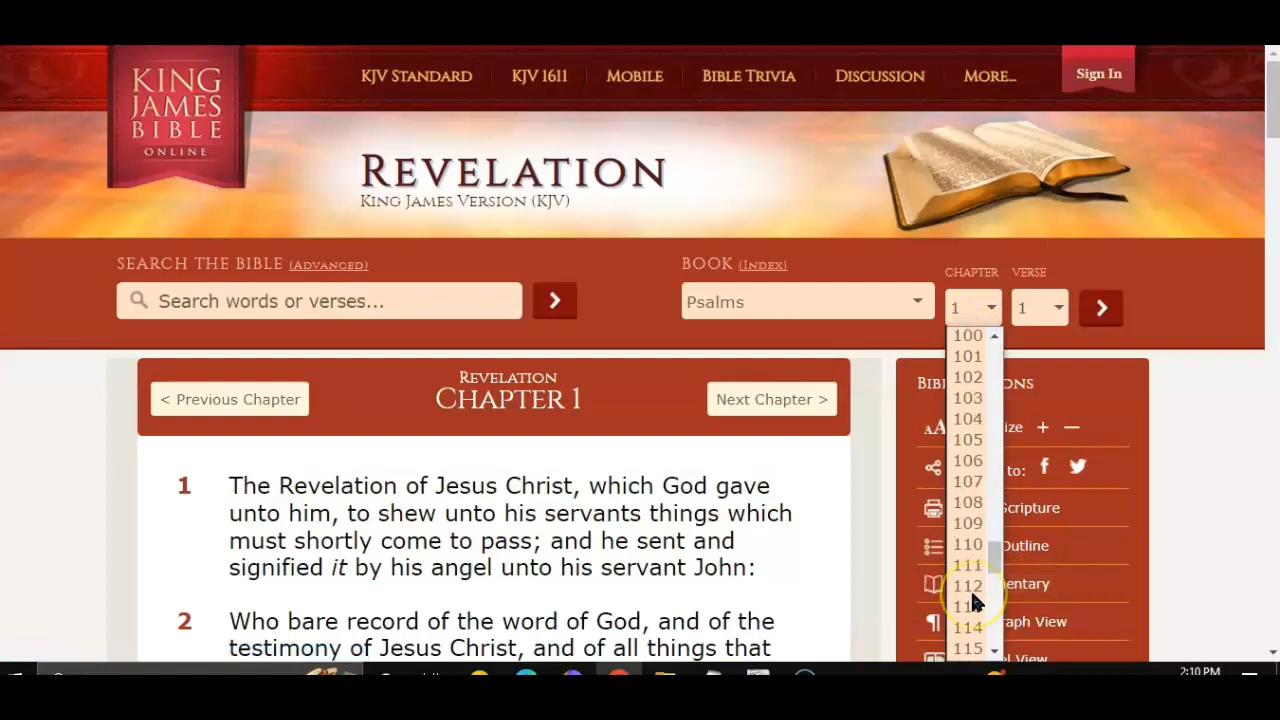 KING
JAMES
BIBLE
ONLINE
KJV STANDARD
KJV 1611
MOBILE
BIBLE TRIVIA
DISCUSSION
MORE...
Sign In
REVELATION
KING JAMES VERSION (KJV)
SEARCH THE BIBLE (ADVANCED)
Search words or verses...
BOOK (INDEX)
Psalms
CHAPTER
1
VERSE
1
100
101
102
103
104
105
106
107
108
109
110
111
112
114
115
< Previous Chapter
REVELATION
CHAPTER 1
Next Chapter >
1 The Revelation of Jesus Christ, which God gave
unto him, to shew unto his servants things which
must shortly come to pass; and he sent and
signified it by his angel unto his servant John:
2 Who bare record of the word of God, and of the
testimony of Jesus Christ, and of all things that
to:
Outline
View
2:10 PM